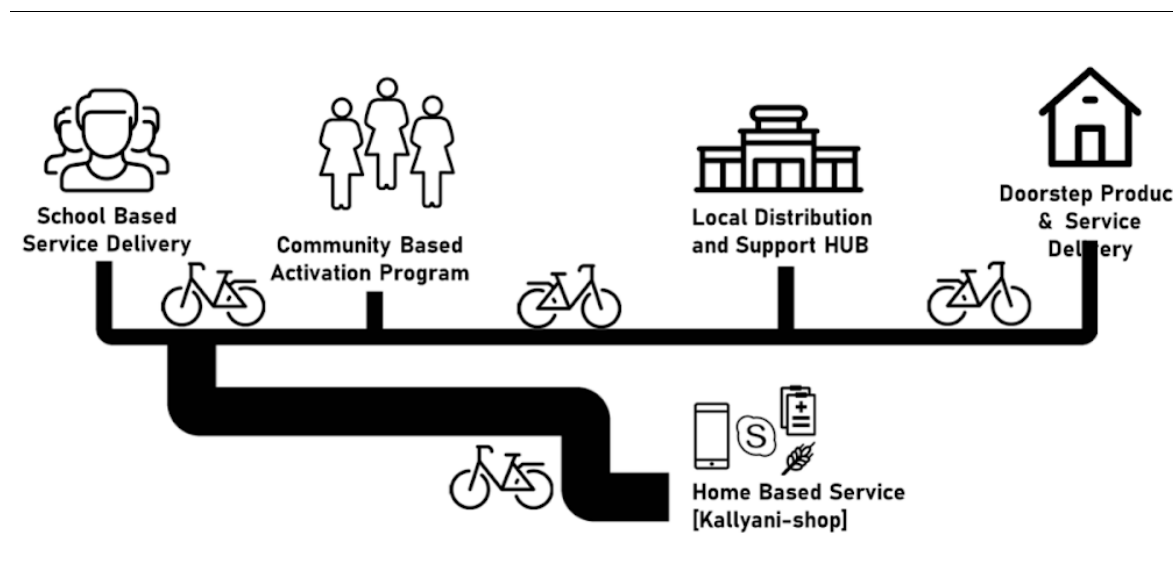 School Based
Service Delivery
Community Based
Activation Program
Local Distribution
and Support HUB
Doorstep Produc
& Service
Delivery
S
Home Based Service
[Kallyani-shop]